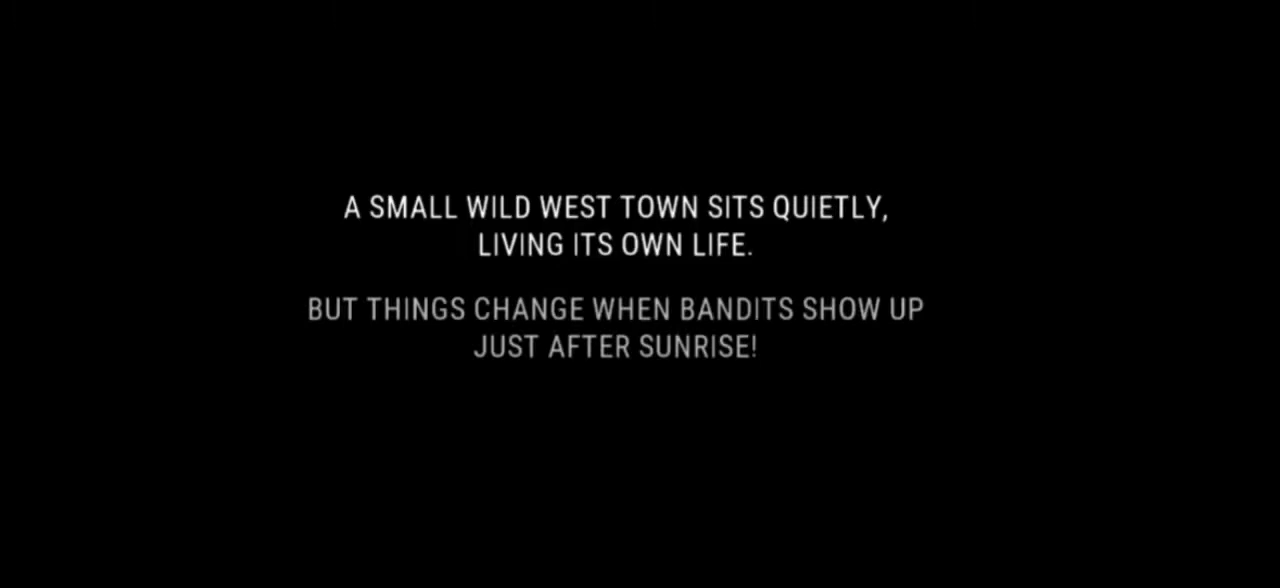 A SMALL WILD WEST TOWN SITS QUIETLY,
LIVING ITS OWN LIFE.
BUT THINGS CHANGE WHEN BANDITS SHOW UP
JUST AFTER SUNRISE!